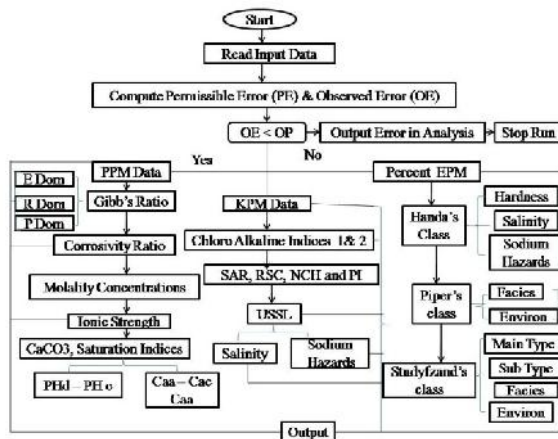 Start
Read Input Data
Compute Permissible Error (PE) & Observed Error (OE)
OE < OP
Output Error in Analysis
Stop Run
Yes
No
PPM Data
E Dom
R Dom
P Dom
Gibb's Ratio
Corrosivity Ratio
Molality Concentrations
Ionic Strength
CaCO3, Saturation Indices
PHd – PH c
Caa – Cac
Caa
KPM Data
Chloro Alkaline Indices 1& 2
SAR, RSC, NCH and PI
USSL
Salinity
Sodium
Hazards
Percent EPM
Handa's
Class
Hardness
Salinity
Sodium
Hazards
Piper's
class
Facies
Environ
Studyfzand's
class
Main Type
Sub Type
Facies
Environ
Output